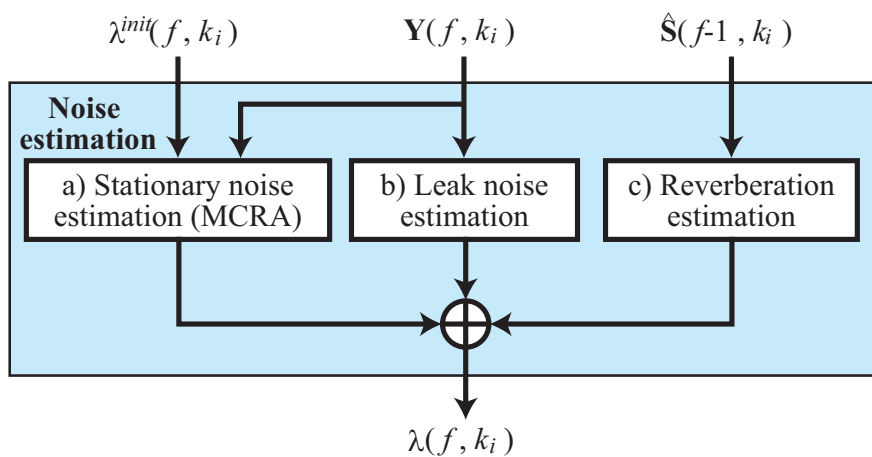 λ^init(f, k_i)
Y(f, k_i)
Ŝ(f-1, k_i)
Noise
estimation
a) Stationary noise
estimation (MCRA)
b) Leak noise
estimation
c) Reverberation
estimation
λ(f, k_i)